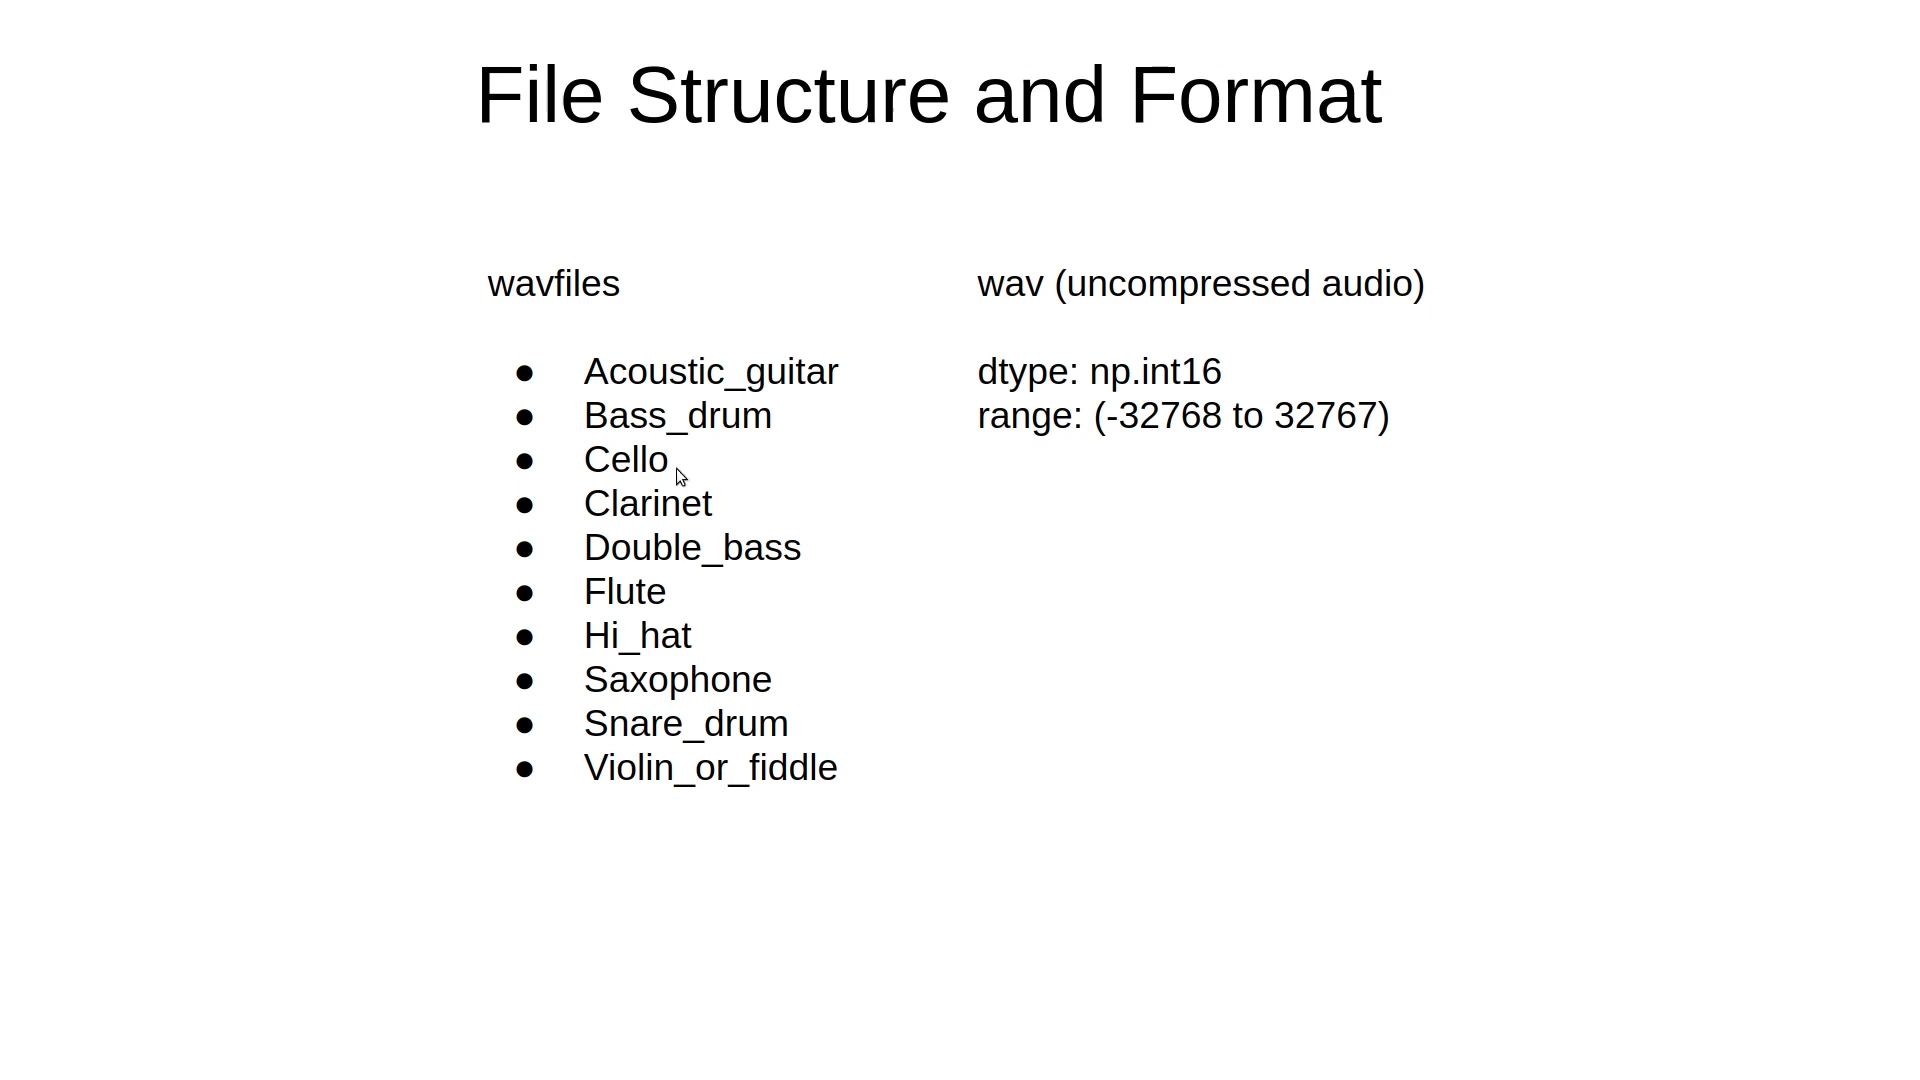 File Structure and Format
wavfiles
● Acoustic_guitar
● Bass_drum
● Cello
● Clarinet
● Double_bass
● Flute
● Hi_hat
● Saxophone
● Snare_drum
● Violin_or_fiddle
wav (uncompressed audio)
dtype: np.int16
range: (-32768 to 32767)